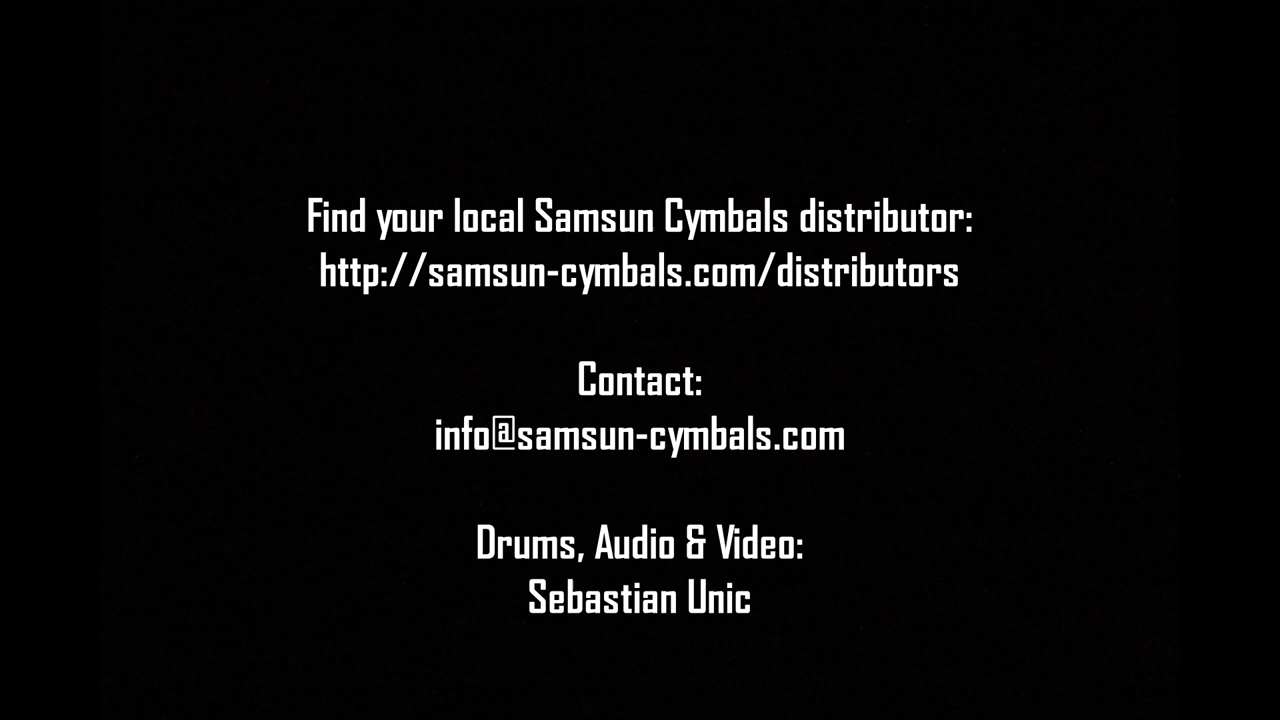 Find your local Samsun Cymbals distributor:
http://samsun-cymbals.com/distributors
Contact:
info@samsun-cymbals.com
Drums, Audio & Video:
Sebastian Unic